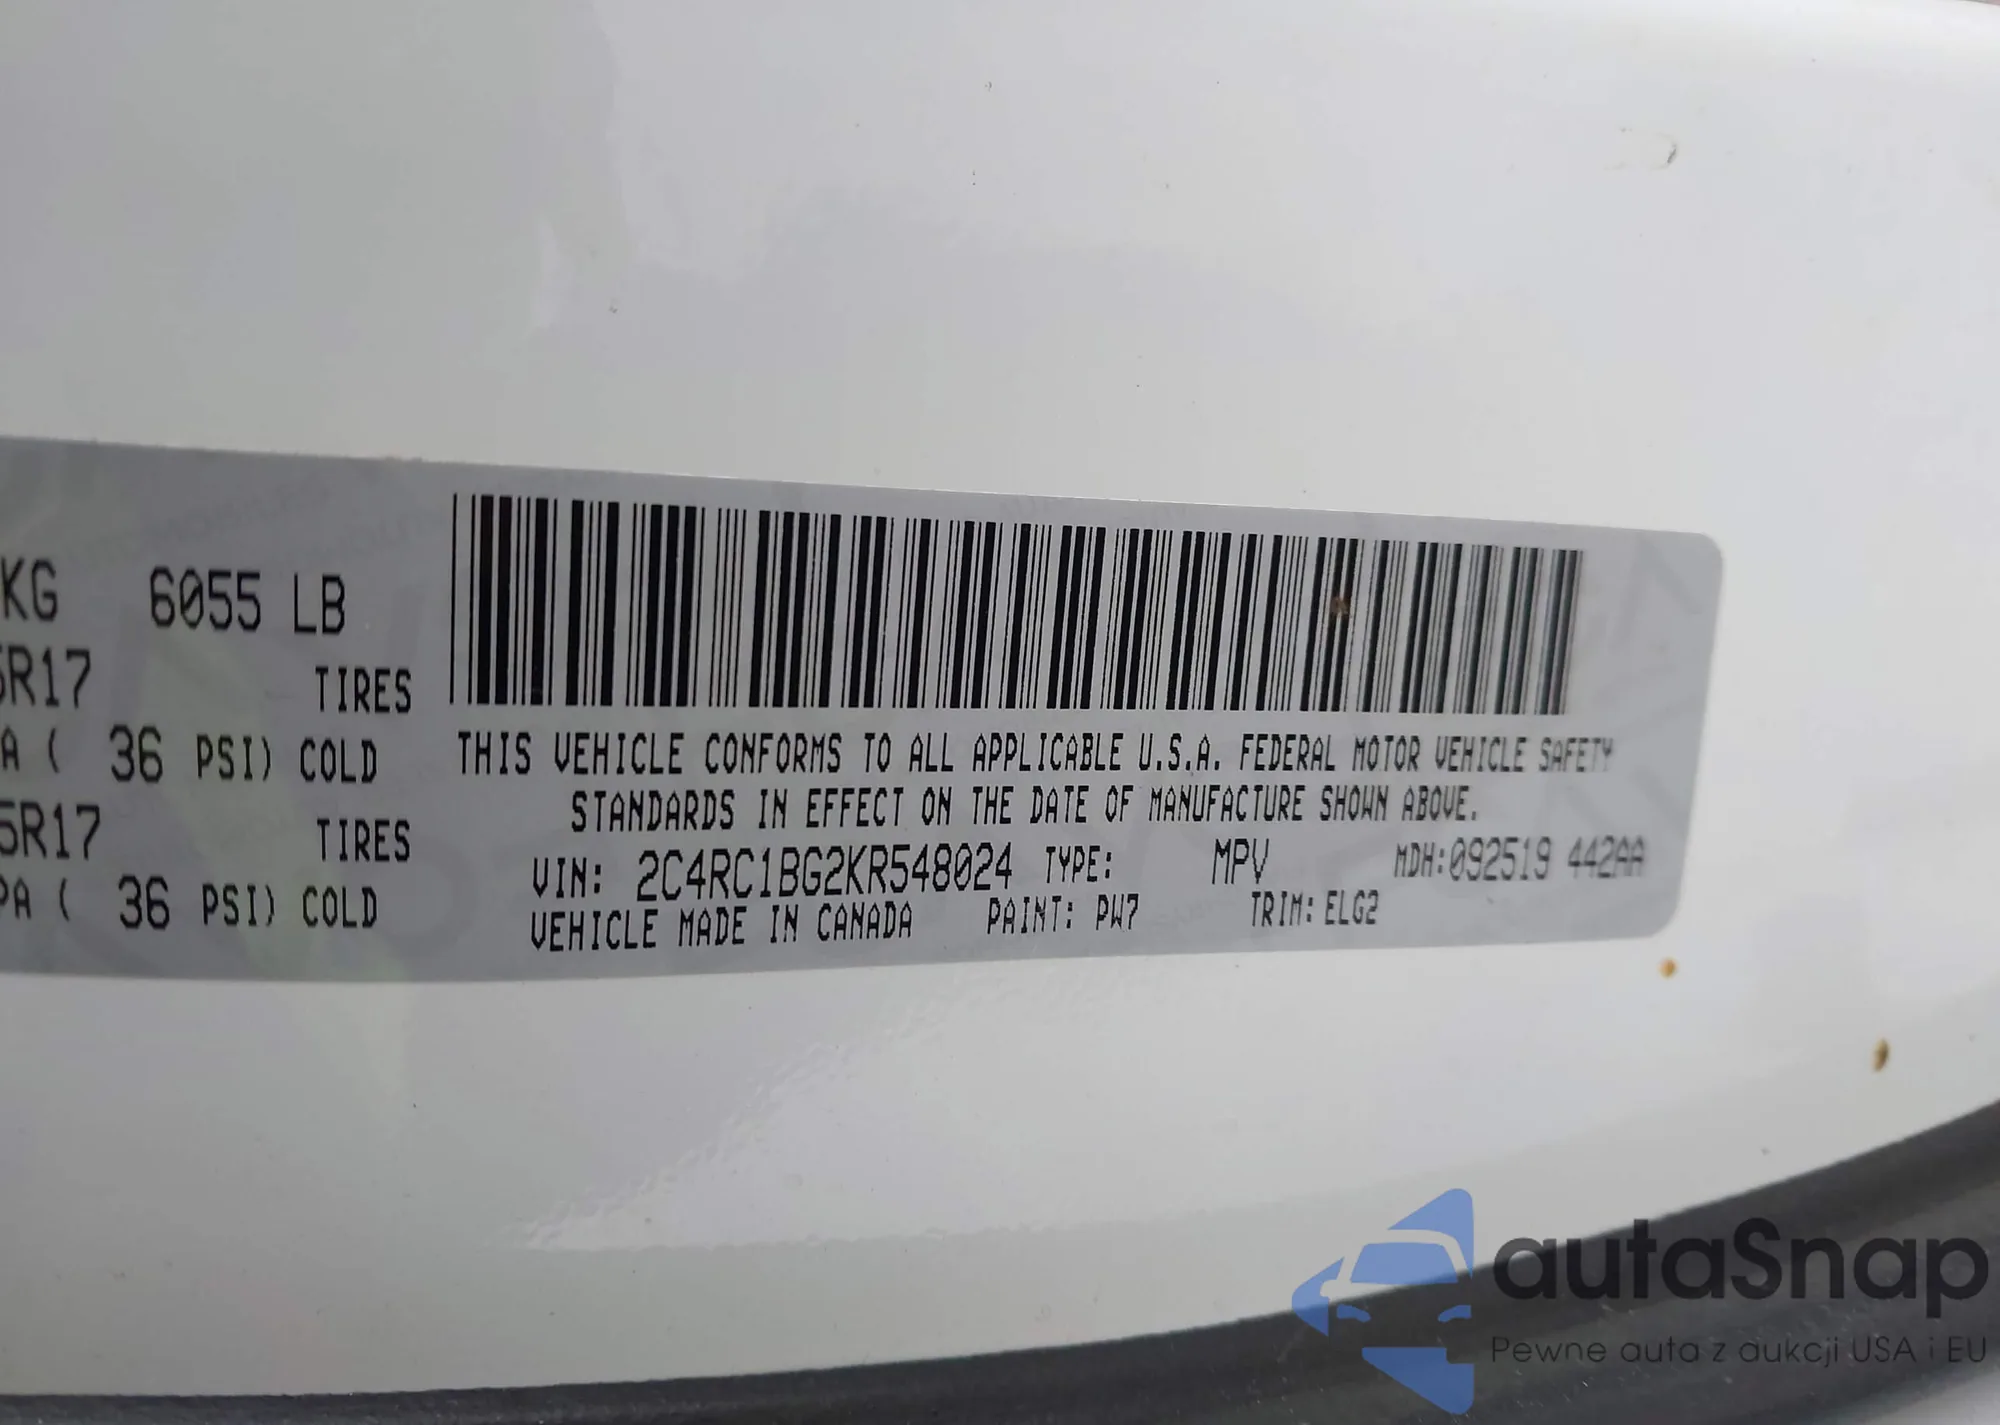 KG 6055 LB
5R17 TIRES
A ( 36 PSI) COLD
5R17 TIRES
PA ( 36 PSI) COLD
THIS VEHICLE CONFORMS TO ALL APPLICABLE U.S.A. FEDERAL MOTOR VEHICLE SAFETY
STANDARDS IN EFFECT ON THE DATE OF MANUFACTURE SHOWN ABOVE.
VIN: 2C4RC1BG2KR548024 TYPE: MPV MDH:092519 442AA
VEHICLE MADE IN CANADA PAINT: PW7 TRIM: ELG2
autaSnap
Pewne auta z aukcji USA i EU